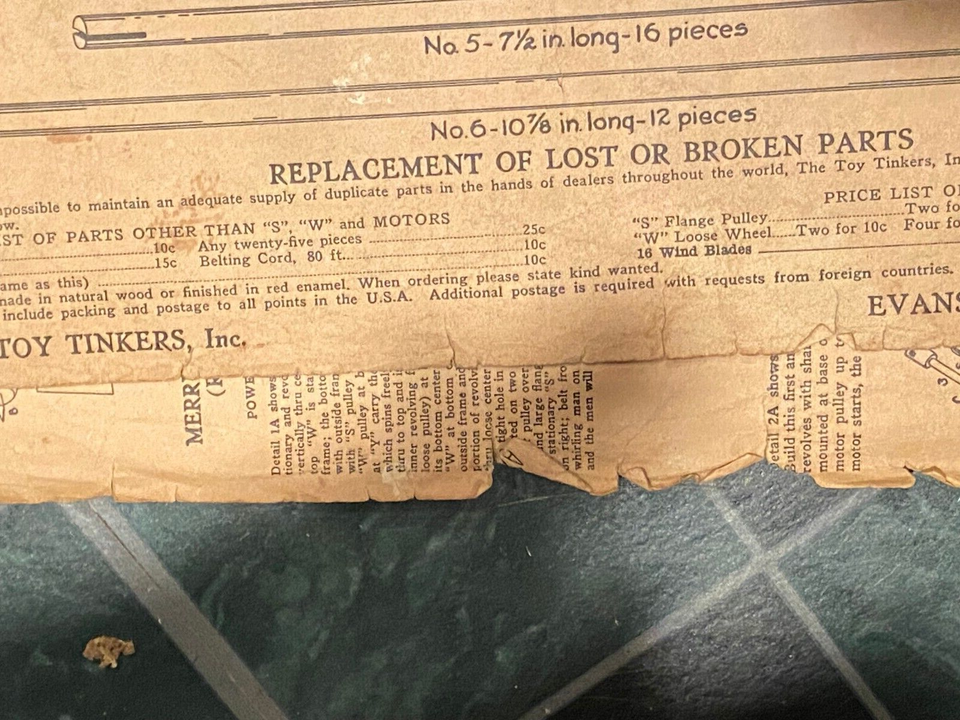 No. 5-7½ in. long-16 pieces
No. 6-10⅞ in. long-12 pieces
REPLACEMENT OF LOST OR BROKEN PARTS
mpossible to maintain an adequate supply of duplicate parts in the hands of dealers throughout the world, The Toy Tinkers, In
ow.
IST OF PARTS OTHER THAN "S", "W" and MOTORS
10c Any twenty-five pieces 25c
15c Belting Cord, 80 ft. 10c
10c
PRICE LIST O
"S" Flange Pulley Two fo
"W" Loose Wheel Two for 10c Four fo
16 Wind Blades
ame as this)
made in natural wood or finished in red enamel. When ordering please state kind wanted.
include packing and postage to all points in the U.S.A. Additional postage is required with requests from foreign countries.
TOY TINKERS, Inc.
EVANS
MERR
(R
POWE
Detail 1A shows
tionary and revo
vertically thru ce
top "W" is sta
frame; the botto
with outside fran
with "S" pulley
"W" pulley at b
at "Y" carry the
which spins freel
thru to top and i
inner revolving f
loose pulley) at
its bottom center
"W" at bottom c
outside frame and
portion of revolv
thru loose center
tight hole in
ted on two
pulley over
and large flang
stationary "S"
on right; belt fro
whirling man on
and the men will
etail 2A shows
Build this first an
revolves with shaf
mounted at base o
motor pulley up t
motor starts, the
3